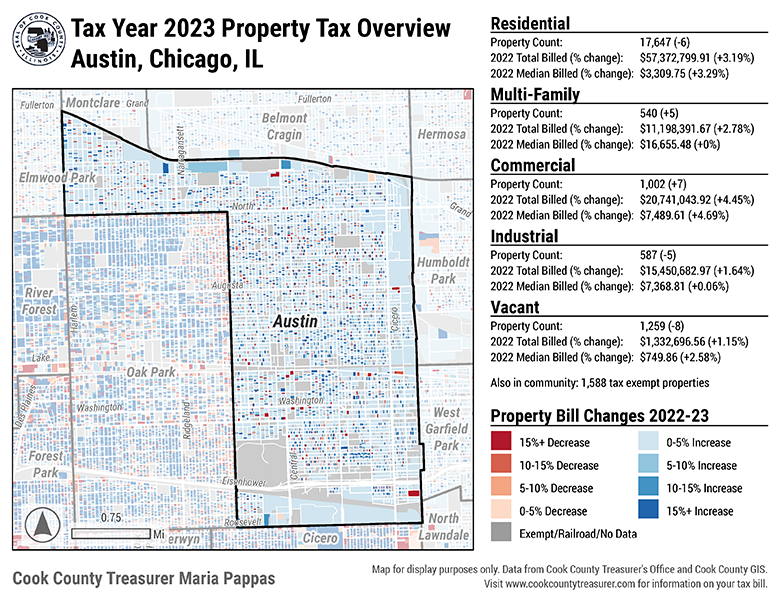 SEAL OF COOK COUNTY
ILLINOIS
Tax Year 2023 Property Tax Overview
Austin, Chicago, IL
Fullerton
Montclare
Grand
Fullerton
Belmont
Cragin
Hermosa
Narragansett
Elmwood Park
North
Grand
Humboldt
Park
Augusta
River
Forest
Harlem
Austin
Cicero
Lake
Oak Park
Des Plaines
Washington
Ridgeland
Washington
West
Garfield
Park
Central
Forest
Park
Eisenhower
0.75
Mi
Roosevelt
erwyn
Cicero
North
Lawndale
Cook County Treasurer Maria Pappas
Residential
Property Count: 17,647 (-6)
2022 Total Billed (% change): $57,372,799.91 (+3.19%)
2022 Median Billed (% change): $3,309.75 (+3.29%)
Multi-Family
Property Count: 540 (+5)
2022 Total Billed (% change): $11,198,391.67 (+2.78%)
2022 Median Billed (% change): $16,655.48 (+0%)
Commercial
Property Count: 1,002 (+7)
2022 Total Billed (% change): $20,741,043.92 (+4.45%)
2022 Median Billed (% change): $7,489.61 (+4.69%)
Industrial
Property Count: 587 (-5)
2022 Total Billed (% change): $15,450,682.97 (+1.64%)
2022 Median Billed (% change): $7,368.81 (+0.06%)
Vacant
Property Count: 1,259 (-8)
2022 Total Billed (% change): $1,332,696.56 (+1.15%)
2022 Median Billed (% change): $749.86 (+2.58%)
Also in community: 1,588 tax exempt properties
Property Bill Changes 2022-23
15%+ Decrease 0-5% Increase
10-15% Decrease 5-10% Increase
5-10% Decrease 10-15% Increase
0-5% Decrease 15%+ Increase
Exempt/Railroad/No Data
Map for display purposes only. Data from Cook County Treasurer's Office and Cook County GIS.
Visit www.cookcountytreasurer.com for information on your tax bill.